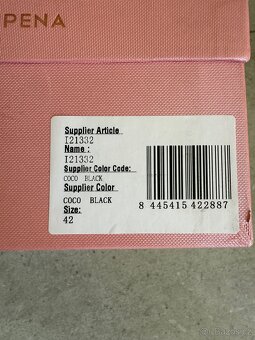 PENA
Supplier Article
I21332
Name :
I21332
Supplier Color Code:
COCO BLACK
Supplier Color
COCO BLACK
Size:
42
8 445415 422887